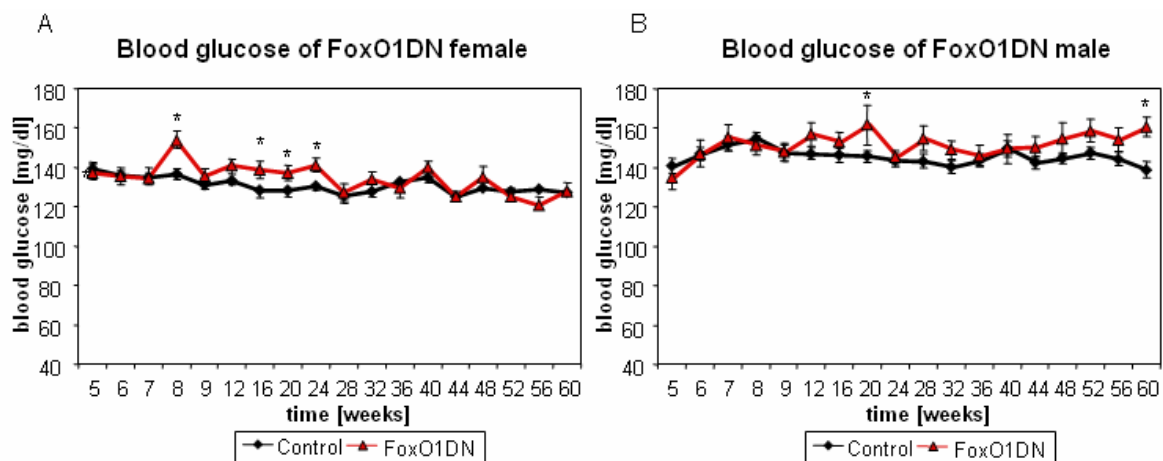 A
Blood glucose of FoxO1DN female
180
160
140
120
100
80
60
40
blood glucose [mg/dl]
*
*
*
*
*
5 6 7 8 9 12 16 20 24 28 32 36 40 44 48 52 56 60
time [weeks]
Control FoxO1DN
B
Blood glucose of FoxO1DN male
180
160
140
120
100
80
60
40
blood glucose [mg/dl]
*
*
5 6 7 8 9 12 16 20 24 28 32 36 40 44 48 52 56 60
time [weeks]
Control FoxO1DN